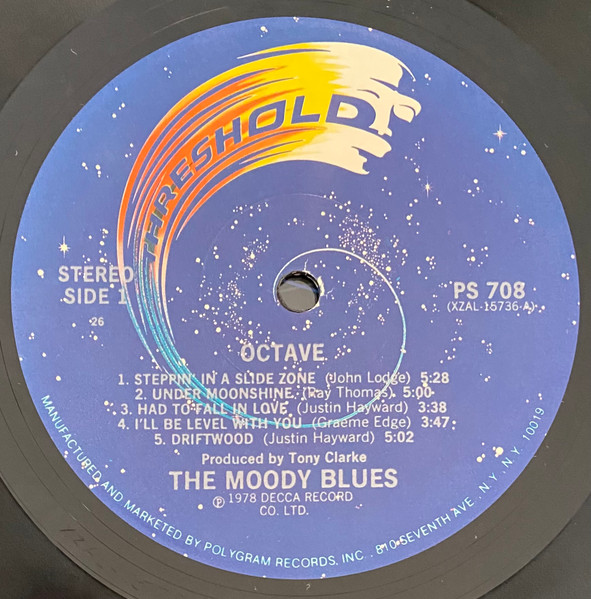 THRESHOLD
STEREO
SIDE 1
26
PS 708
(XZAL-15736-A)
OCTAVE
1. STEPPIN' IN A SLIDE ZONE (John Lodge) 5:28
2. UNDER MOONSHINE (Ray Thomas) 5:00
3. HAD TO FALL IN LOVE (Justin Hayward) 3:38
4. I'LL BE LEVEL WITH YOU (Graeme Edge) 3:47
5. DRIFTWOOD (Justin Hayward) 5:02
Produced by Tony Clarke
THE MOODY BLUES
℗ 1978 DECCA RECORD
CO. LTD.
MANUFACTURED AND MARKETED BY POLYGRAM RECORDS, INC., 810 SEVENTH AVE., N.Y., N.Y. 10019